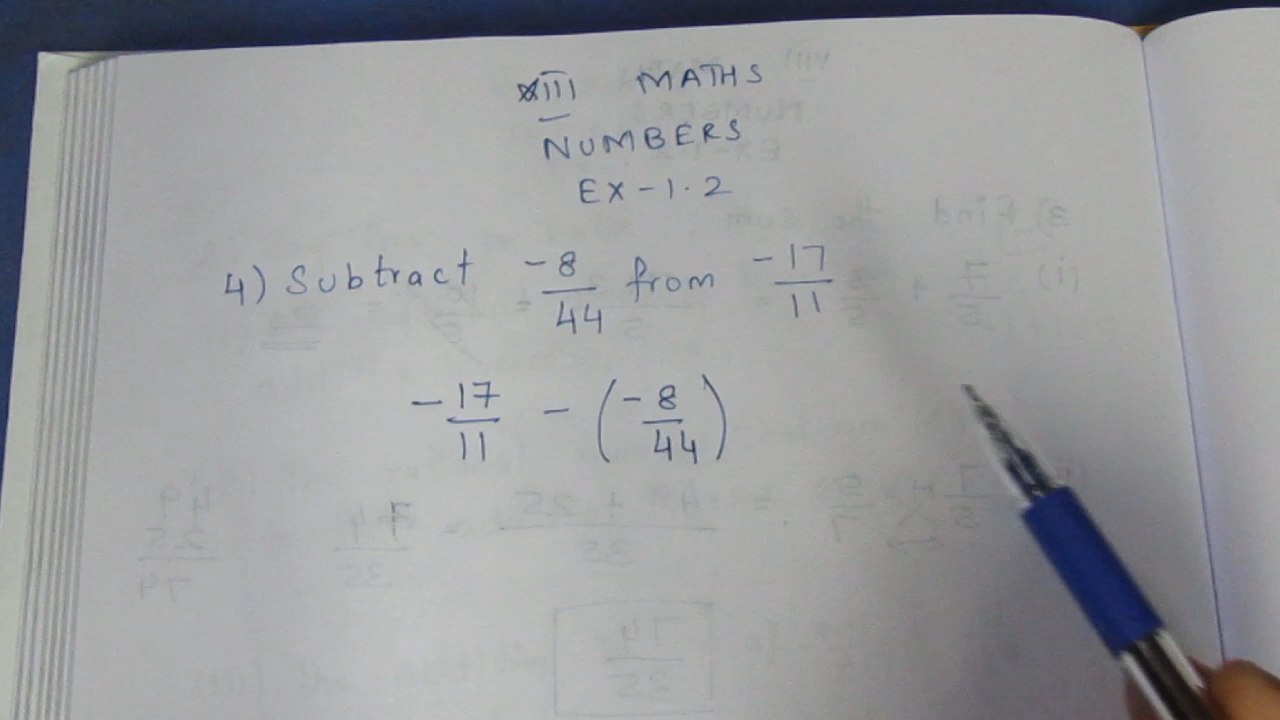 VIII MATHS
NUMBERS
EX-1.2
4) Subtract -8/44 from -17/11
-17/11 - (-8/44)